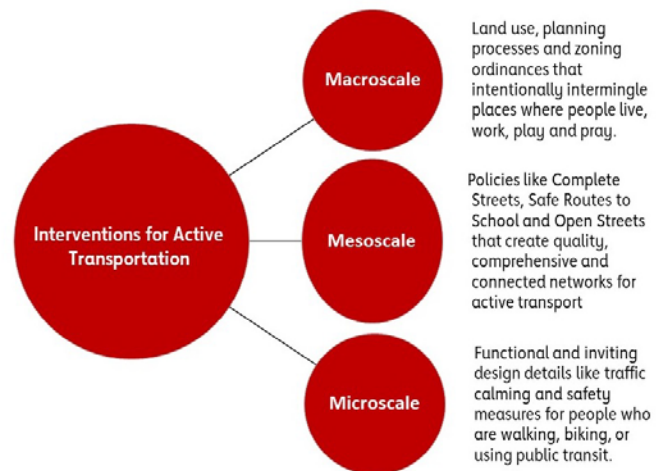 Interventions for Active
Transportation
Macroscale
Land use, planning
processes and zoning
ordinances that
intentionally intermingle
places where people live,
work, play and pray.
Mesoscale
Policies like Complete
Streets, Safe Routes to
School and Open Streets
that create quality,
comprehensive and
connected networks for
active transport
Microscale
Functional and inviting
design details like traffic
calming and safety
measures for people who
are walking, biking, or
using public transit.